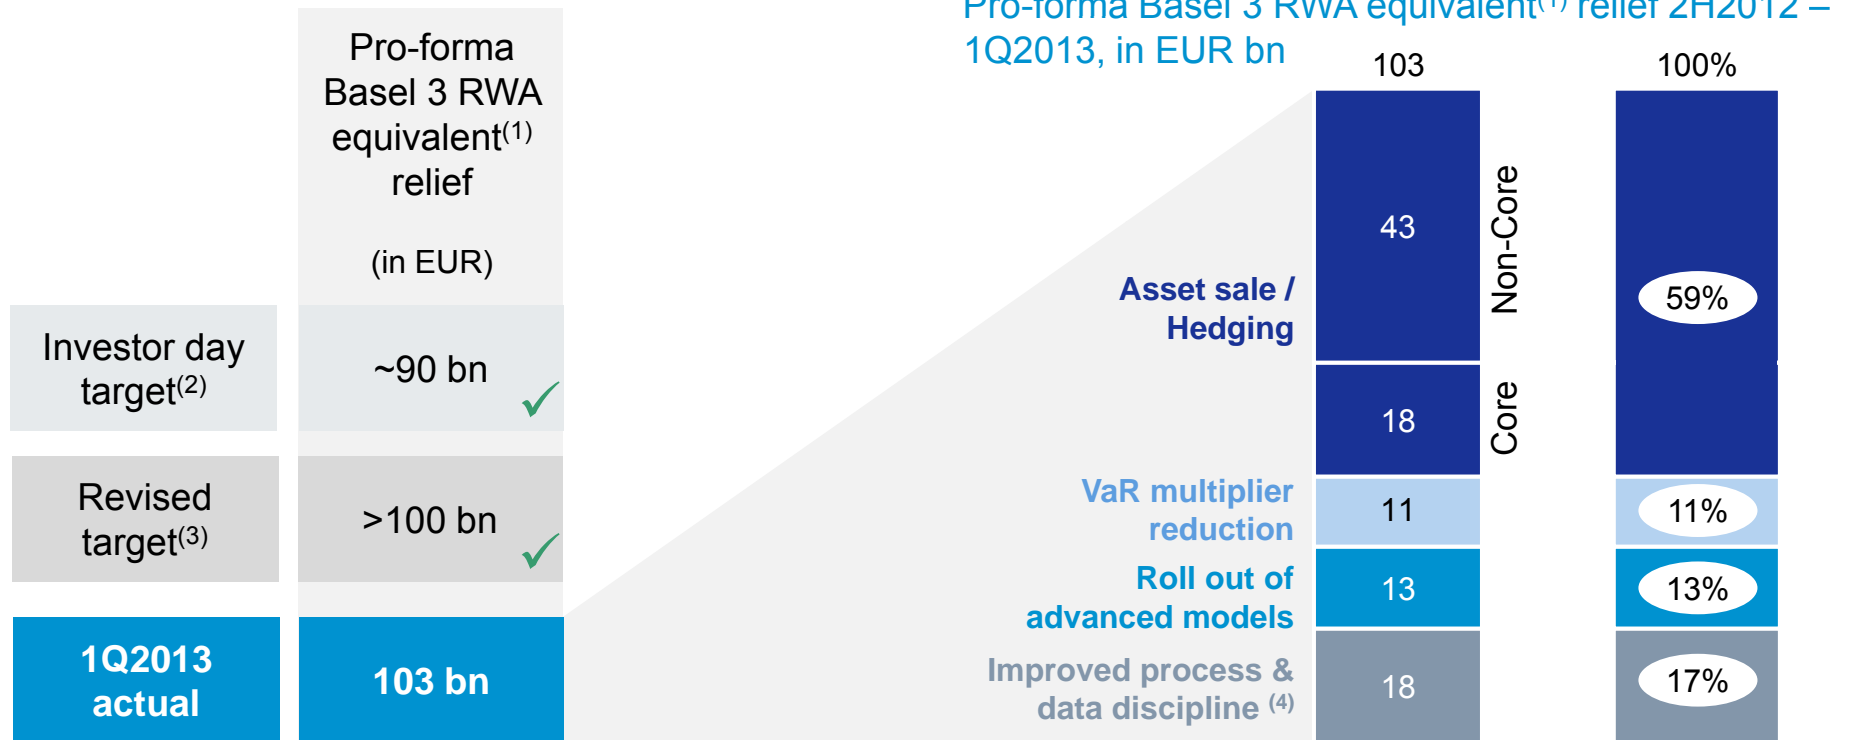 Pro-forma
Basel 3 RWA
equivalent(1)
relief
(in EUR)
Investor day
target(2)
~90 bn
Revised
target(3)
>100 bn
1Q2013
actual
103 bn
Pro-forma Basel 3 RWA equivalent(1) relief 2H2012 –
1Q2013, in EUR bn
103
100%
Asset sale /
Hedging
43
Non-Core
59%
18
Core
VaR multiplier
reduction
11
11%
Roll out of
advanced models
13
13%
Improved process &
data discipline (4)
18
17%